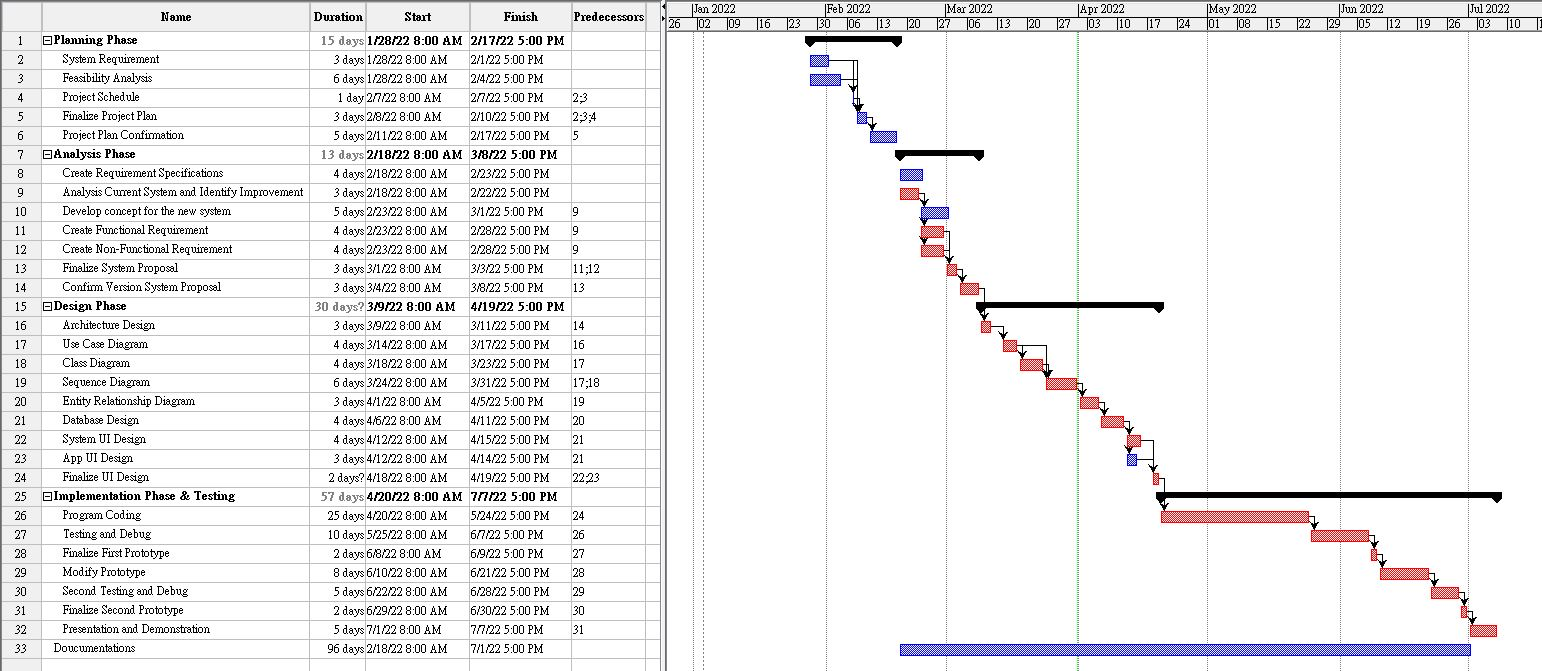 Name Duration Start Finish Predecessors
Jan 2022 Feb 2022 Mar 2022 Apr 2022 May 2022 Jun 2022 Jul 2022
26 02 09 16 23 30 06 13 20 27 06 13 20 27 03 10 17 24 01 08 15 22 29 05 12 19 26 03 10 1
1 Planning Phase 15 days 1/28/22 8:00 AM 2/17/22 5:00 PM
2 System Requirement 3 days 1/28/22 8:00 AM 2/1/22 5:00 PM
3 Feasibility Analysis 6 days 1/28/22 8:00 AM 2/4/22 5:00 PM
4 Project Schedule 1 day 2/7/22 8:00 AM 2/7/22 5:00 PM 2;3
5 Finalize Project Plan 3 days 2/8/22 8:00 AM 2/10/22 5:00 PM 2;3;4
6 Project Plan Confirmation 5 days 2/11/22 8:00 AM 2/17/22 5:00 PM 5
7 Analysis Phase 13 days 2/18/22 8:00 AM 3/8/22 5:00 PM
8 Create Requirement Specifications 4 days 2/18/22 8:00 AM 2/23/22 5:00 PM
9 Analysis Current System and Identify Improvement 3 days 2/18/22 8:00 AM 2/22/22 5:00 PM
10 Develop concept for the new system 5 days 2/23/22 8:00 AM 3/1/22 5:00 PM 9
11 Create Functional Requirement 4 days 2/23/22 8:00 AM 2/28/22 5:00 PM 9
12 Create Non-Functional Requirement 4 days 2/23/22 8:00 AM 2/28/22 5:00 PM 9
13 Finalize System Proposal 3 days 3/1/22 8:00 AM 3/3/22 5:00 PM 11;12
14 Confirm Version System Proposal 3 days 3/4/22 8:00 AM 3/8/22 5:00 PM 13
15 Design Phase 30 days? 3/9/22 8:00 AM 4/19/22 5:00 PM
16 Architecture Design 3 days 3/9/22 8:00 AM 3/11/22 5:00 PM 14
17 Use Case Diagram 4 days 3/14/22 8:00 AM 3/17/22 5:00 PM 16
18 Class Diagram 4 days 3/18/22 8:00 AM 3/23/22 5:00 PM 17
19 Sequence Diagram 6 days 3/24/22 8:00 AM 3/31/22 5:00 PM 17;18
20 Entity Relationship Diagram 3 days 4/1/22 8:00 AM 4/5/22 5:00 PM 19
21 Database Design 4 days 4/6/22 8:00 AM 4/11/22 5:00 PM 20
22 System UI Design 4 days 4/12/22 8:00 AM 4/15/22 5:00 PM 21
23 App UI Design 3 days 4/12/22 8:00 AM 4/14/22 5:00 PM 21
24 Finalize UI Design 2 days? 4/18/22 8:00 AM 4/19/22 5:00 PM 22;23
25 Implementation Phase & Testing 57 days 4/20/22 8:00 AM 7/7/22 5:00 PM
26 Program Coding 25 days 4/20/22 8:00 AM 5/24/22 5:00 PM 24
27 Testing and Debug 10 days 5/25/22 8:00 AM 6/7/22 5:00 PM 26
28 Finalize First Prototype 2 days 6/8/22 8:00 AM 6/9/22 5:00 PM 27
29 Modify Prototype 8 days 6/10/22 8:00 AM 6/21/22 5:00 PM 28
30 Second Testing and Debug 5 days 6/22/22 8:00 AM 6/28/22 5:00 PM 29
31 Finalize Second Prototype 2 days 6/29/22 8:00 AM 6/30/22 5:00 PM 30
32 Presentation and Demonstration 5 days 7/1/22 8:00 AM 7/7/22 5:00 PM 31
33 Doucumentations 96 days 2/18/22 8:00 AM 7/1/22 5:00 PM